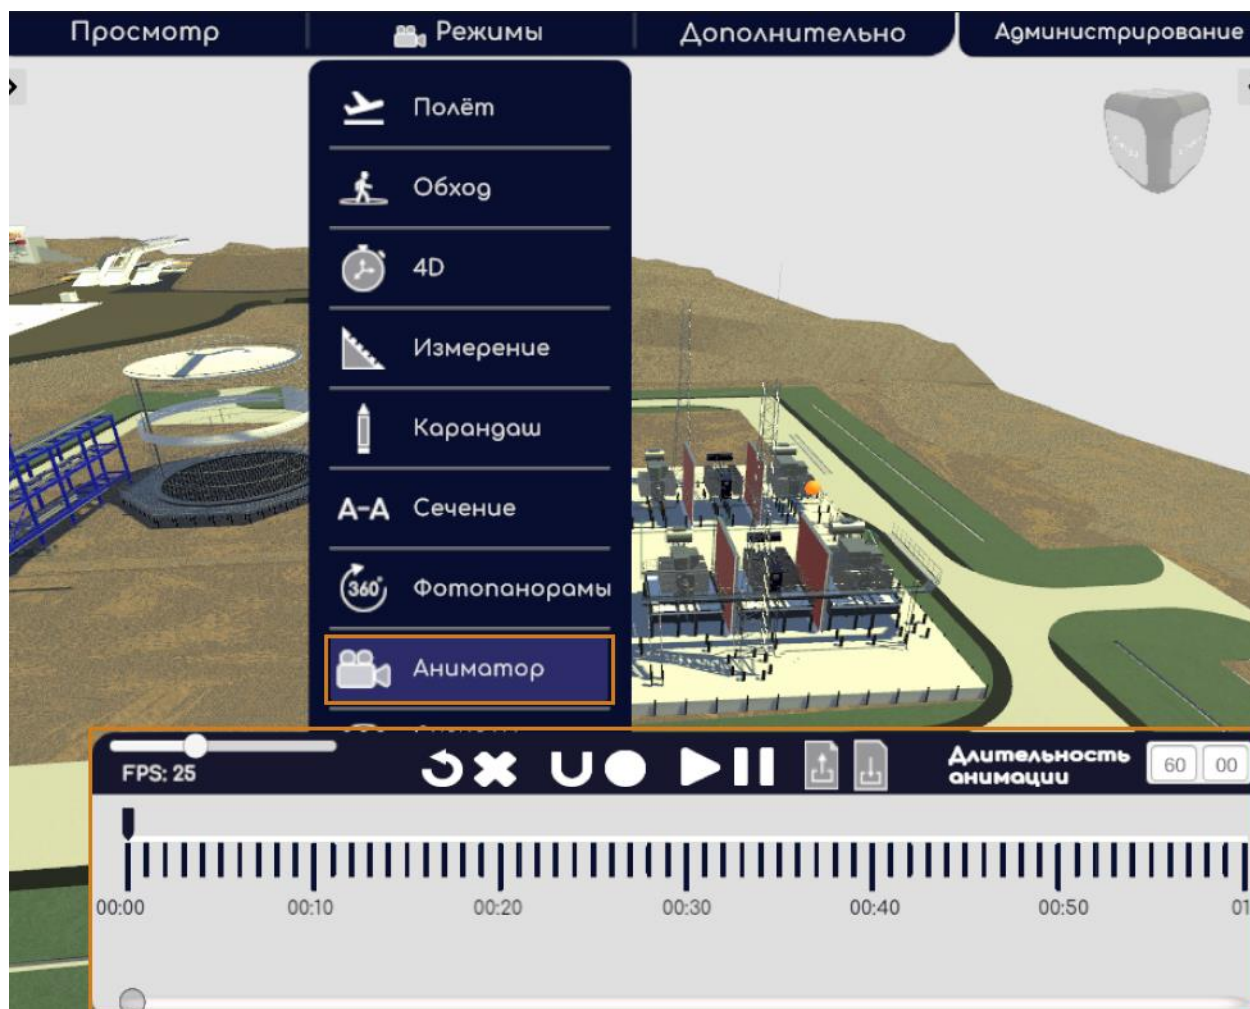 Просмотр
Режимы
Дополнительно
Администрирование
Полёт
Обход
4D
Измерение
Карандаш
A-A Сечение
360° Фотопанорамы
Аниматор
FPS: 25
Длительность
анимации
60 00
00:00 00:10 00:20 00:30 00:40 00:50 01